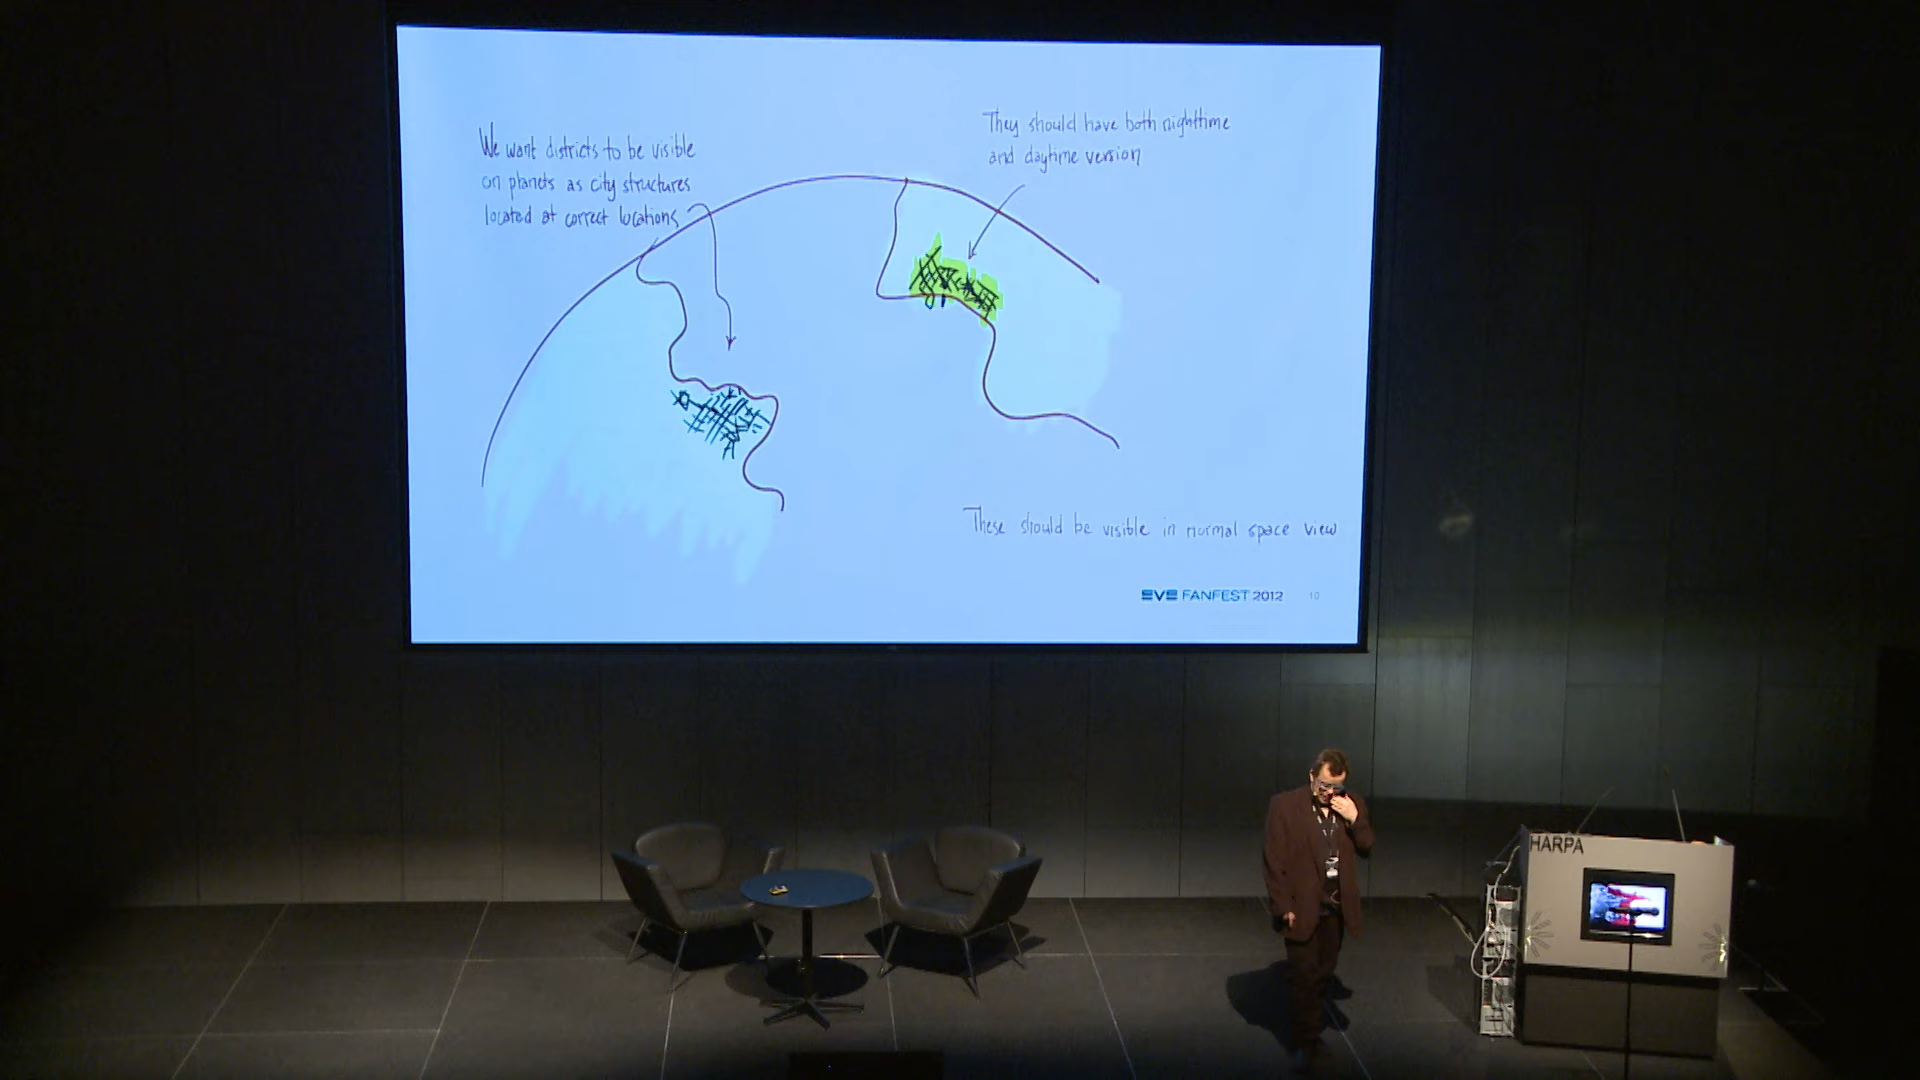 We want districts to be visible
on planets as city structures
located at correct locations
They should have both nighttime
and daytime version
These should be visible in normal space view
EVE FANFEST 2012
10
HARPA